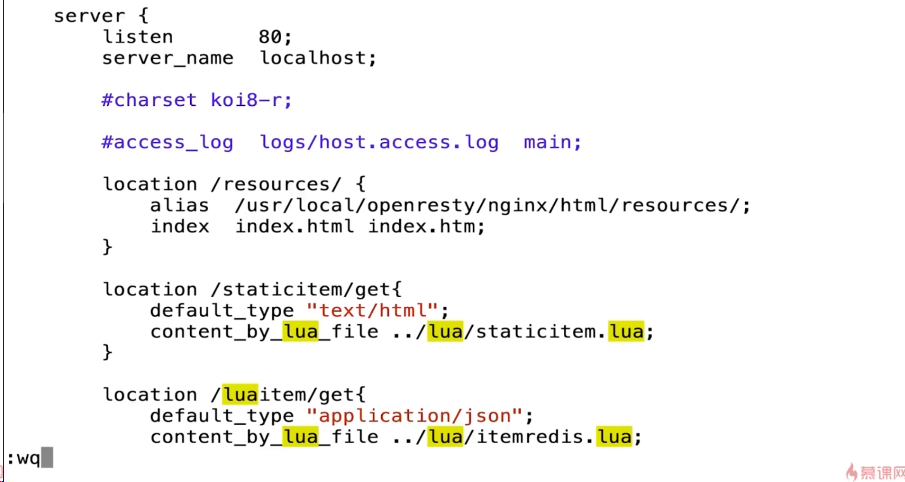 server {
    listen       80;
    server_name  localhost;
    #charset koi8-r;
    #access_log  logs/host.access.log  main;
    location /resources/ {
        alias  /usr/local/openresty/nginx/html/resources/;
        index  index.html index.htm;
    }
    location /staticitem/get{
        default_type "text/html";
        content_by_lua_file ../lua/staticitem.lua;
    }
    location /luaitem/get{
        default_type "application/json";
        content_by_lua_file ../lua/itemredis.lua;
:wq
慕课网